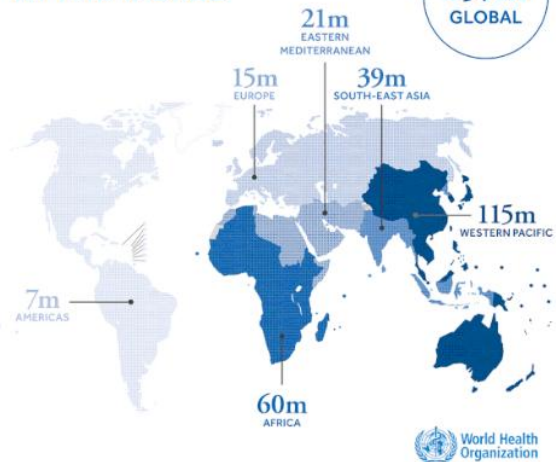 GLOBAL
21m
EASTERN
MEDITERRANEAN
15m
EUROPE
39m
SOUTH-EAST ASIA
115m
WESTERN PACIFIC
7m
AMERICAS
60m
AFRICA
World Health
Organization